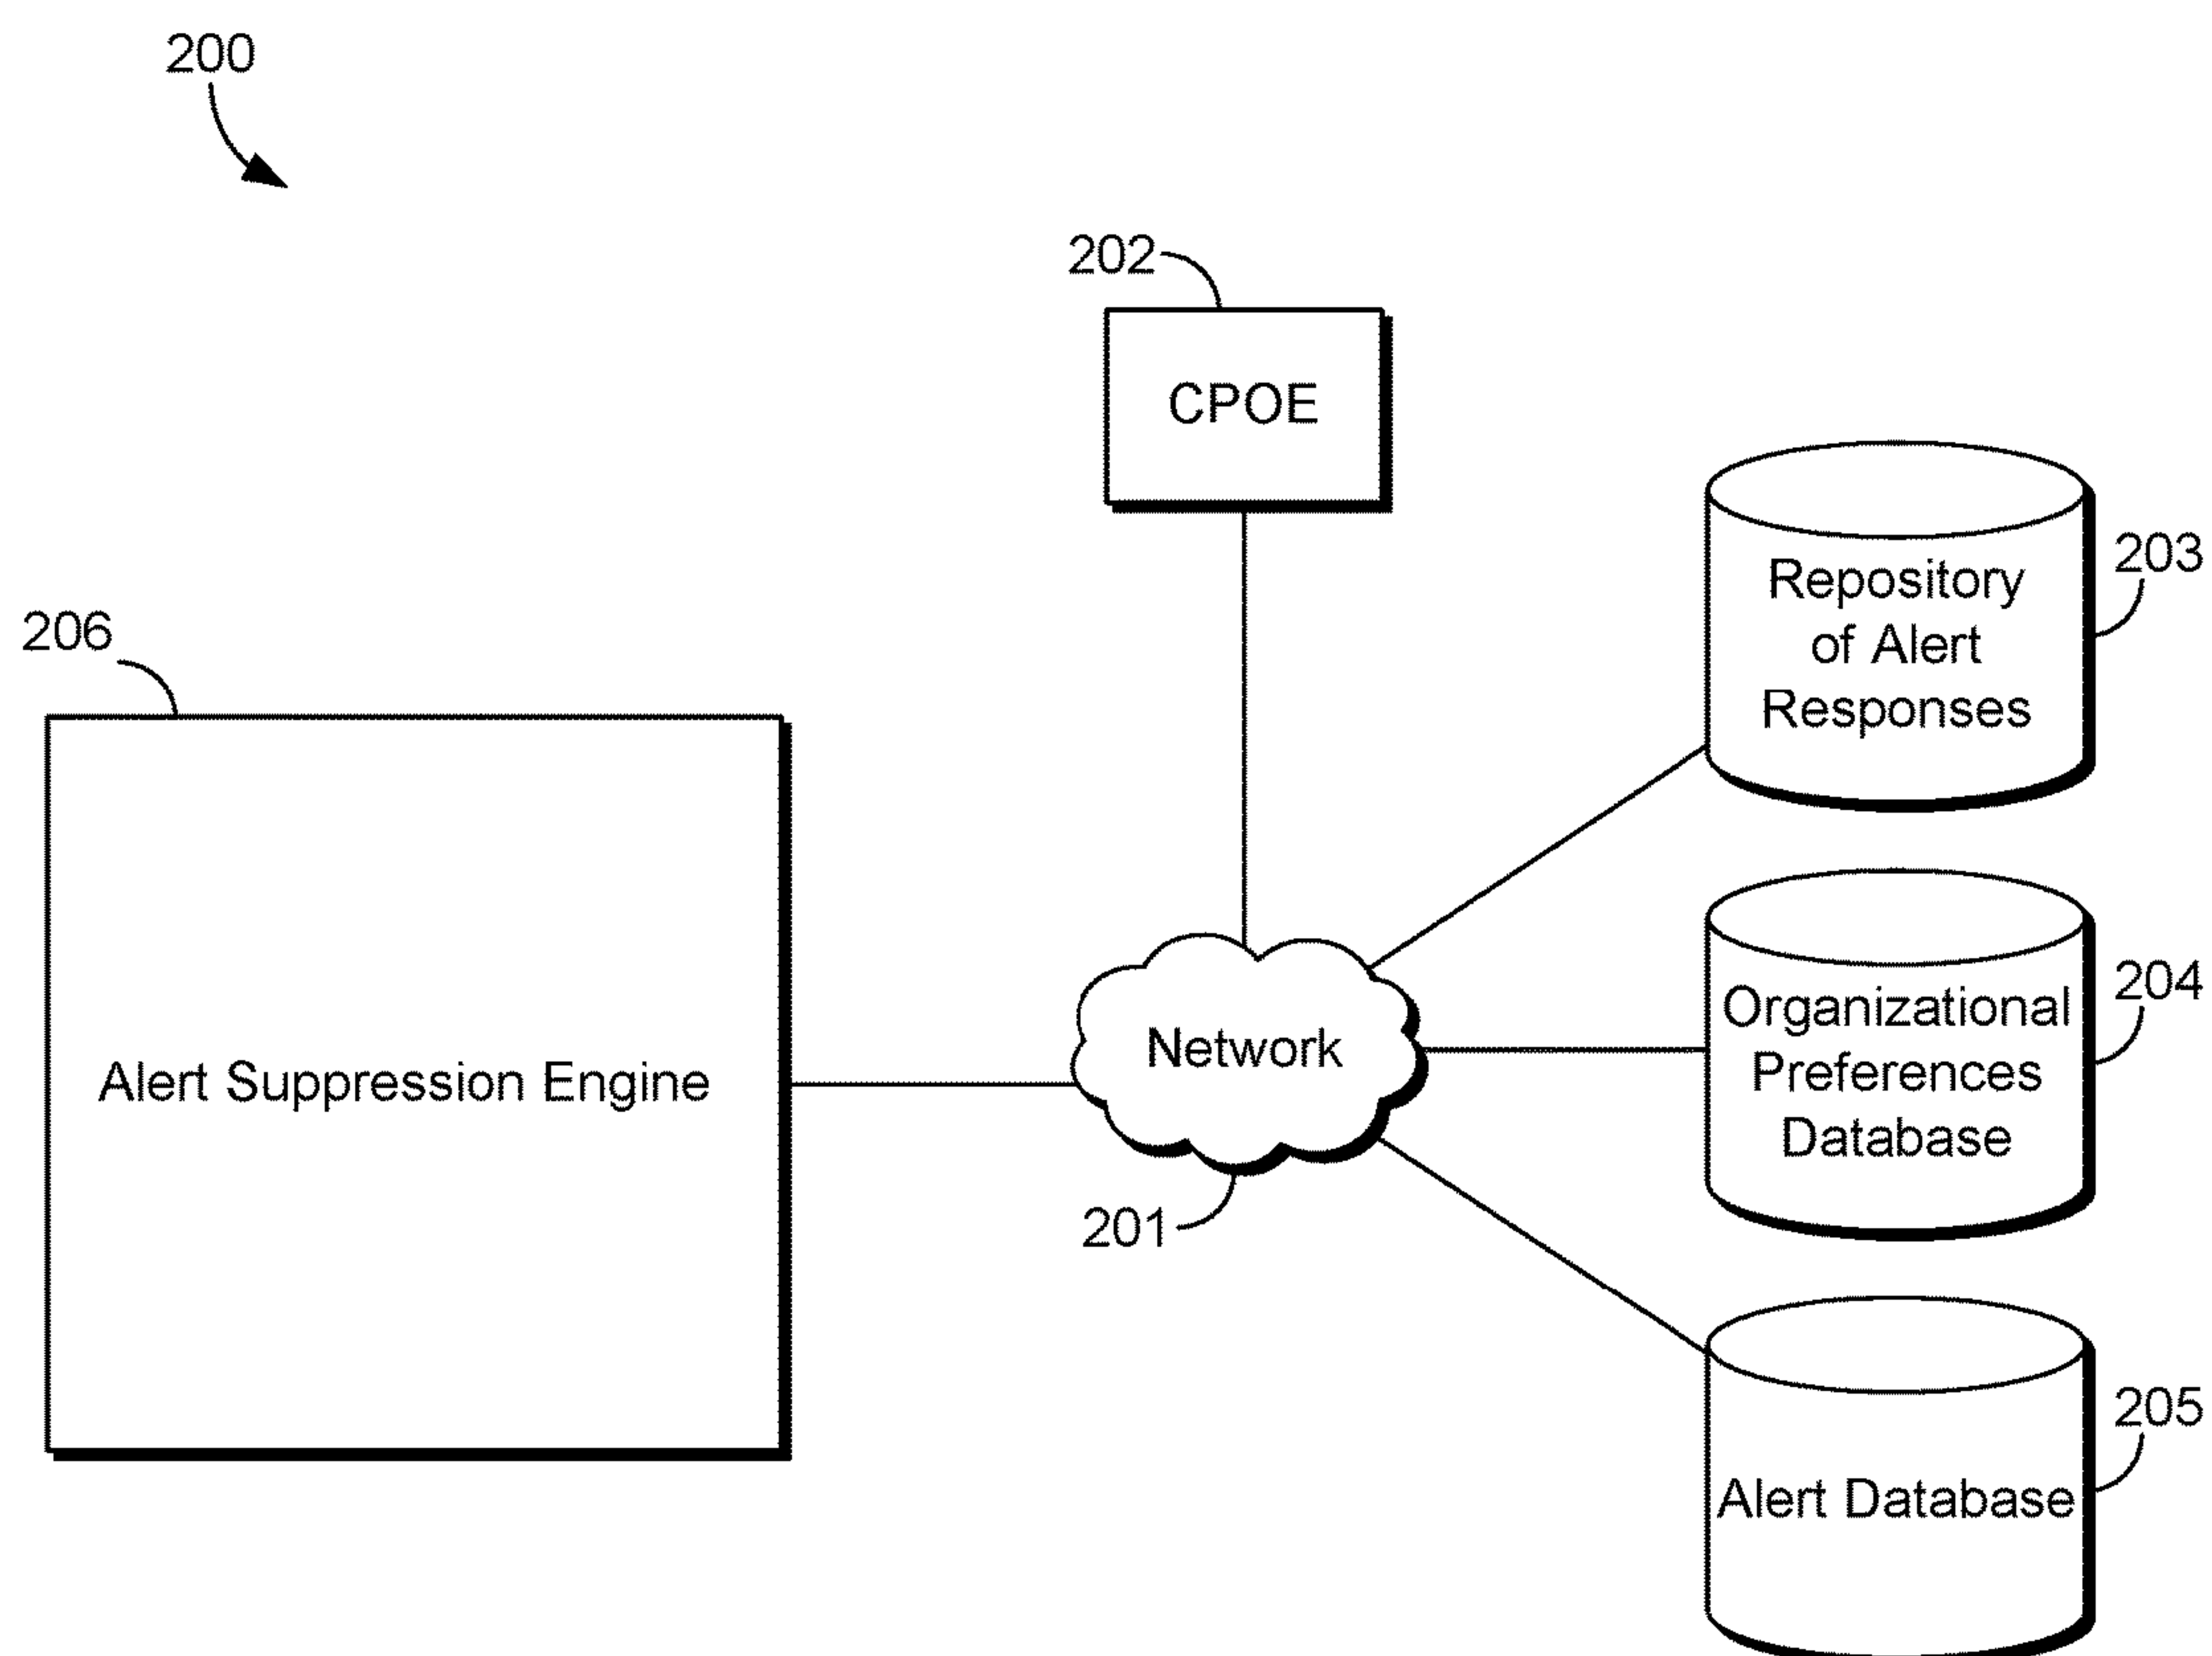 200
202
CPOE
203
Repository
of Alert
Responses
206
204
Organizational
Preferences
Database
Network
Alert Suppression Engine
201
205
Alert Database